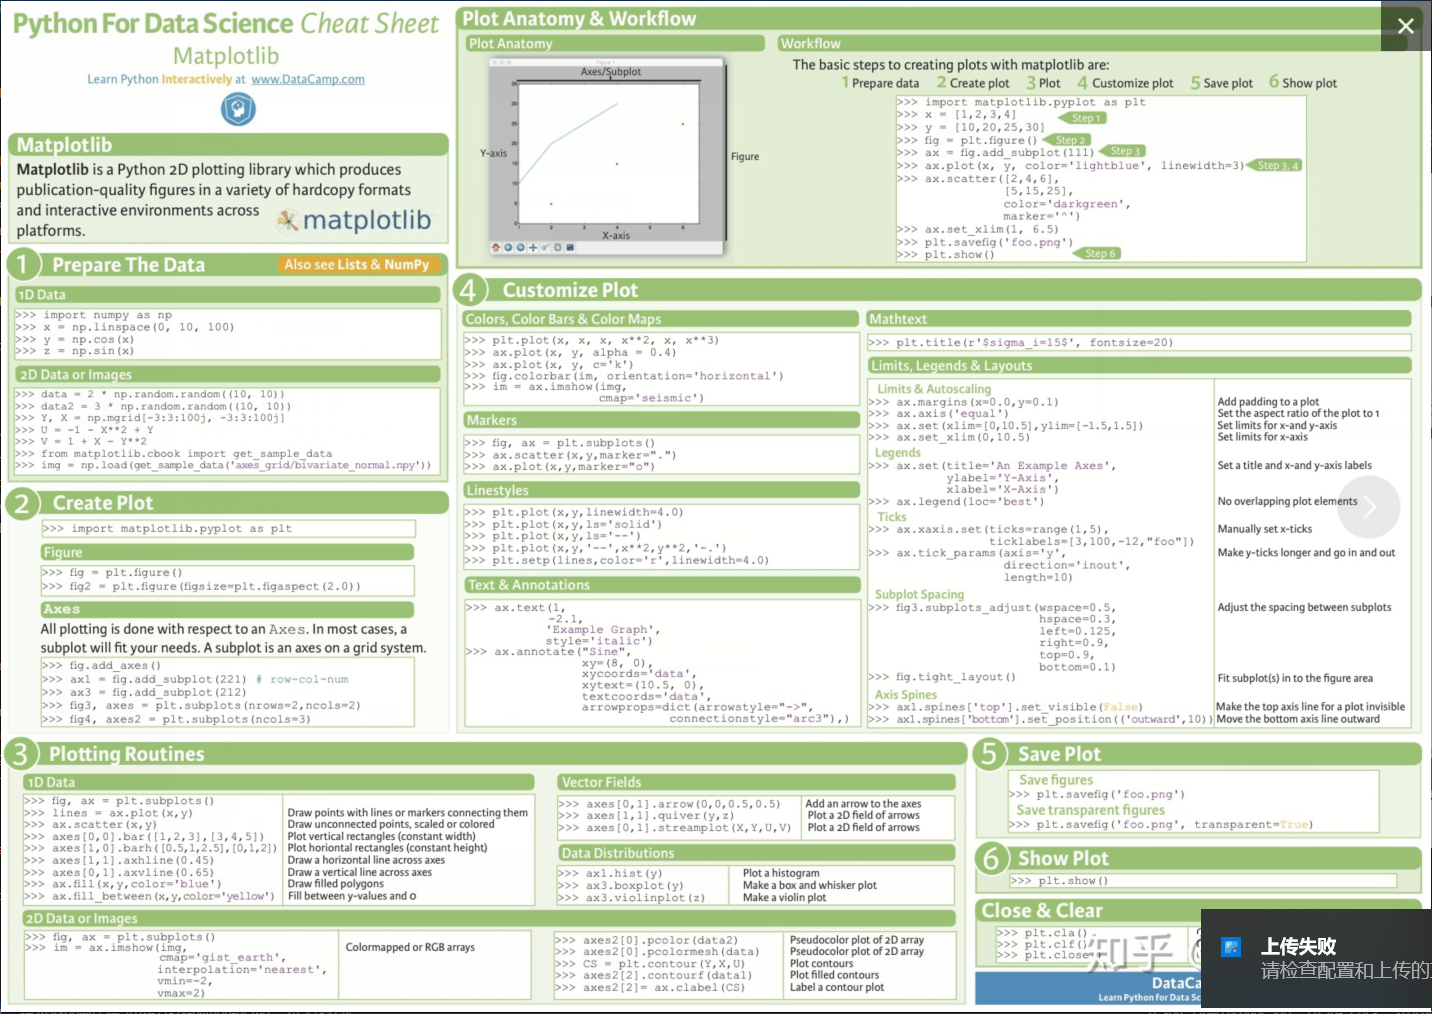 Python For Data Science Cheat Sheet
Matplotlib
Learn Python Interactively at www.DataCamp.com
Matplotlib
Matplotlib is a Python 2D plotting library which produces
publication-quality figures in a variety of hardcopy formats
and interactive environments across
platforms.
matplotlib
1 Prepare The Data
Also see Lists & NumPy
1D Data
>>> import numpy as np
>>> x = np.linspace(0, 10, 100)
>>> y = np.cos(x)
>>> z = np.sin(x)
2D Data or Images
>>> data = 2 * np.random.random((10, 10))
>>> data2 = 3 * np.random.random((10, 10))
>>> Y, X = np.mgrid[-3:3:100j, -3:3:100j]
>>> U = -1 - X**2 + Y
>>> V = 1 + X - Y**2
>>> from matplotlib.cbook import get_sample_data
>>> img = np.load(get_sample_data('axes_grid/bivariate_normal.npy'))
2 Create Plot
>>> import matplotlib.pyplot as plt
Figure
>>> fig = plt.figure()
>>> fig2 = plt.figure(figsize=plt.figaspect(2.0))
Axes
All plotting is done with respect to an Axes. In most cases, a
subplot will fit your needs. A subplot is an axes on a grid system.
>>> fig.add_axes()
>>> ax1 = fig.add_subplot(221) # row-col-num
>>> ax3 = fig.add_subplot(212)
>>> fig3, axes = plt.subplots(nrows=2,ncols=2)
>>> fig4, axes2 = plt.subplots(ncols=3)
Plot Anatomy & Workflow
Plot Anatomy
Axes/Subplot
Y-axis
Figure
X-axis
Workflow
The basic steps to creating plots with matplotlib are:
1 Prepare data 2 Create plot 3 Plot 4 Customize plot 5 Save plot 6 Show plot
>>> import matplotlib.pyplot as plt
>>> x = [1,2,3,4]
Step 1
>>> y = [10,20,25,30]
>>> fig = plt.figure() Step 2
>>> ax = fig.add_subplot(111) Step 3
>>> ax.plot(x, y, color='lightblue', linewidth=3) Step 3, 4
>>> ax.scatter([2,4,6],
[5,15,25],
color='darkgreen',
marker='^')
>>> ax.set_xlim(1, 6.5)
>>> plt.savefig('foo.png')
>>> plt.show() Step 6
4 Customize Plot
Colors, Color Bars & Color Maps
>>> plt.plot(x, x, x, x**2, x, x**3)
>>> ax.plot(x, y, alpha = 0.4)
>>> ax.plot(x, y, c='k')
>>> fig.colorbar(im, orientation='horizontal')
>>> im = ax.imshow(img,
cmap='seismic')
Markers
>>> fig, ax = plt.subplots()
>>> ax.scatter(x,y,marker=".")
>>> ax.plot(x,y,marker="o")
Linestyles
>>> plt.plot(x,y,linewidth=4.0)
>>> plt.plot(x,y,ls='solid')
>>> plt.plot(x,y,ls='--')
>>> plt.plot(x,y,'--',x**2,y**2,'-.')
>>> plt.setp(lines,color='r',linewidth=4.0)
Text & Annotations
>>> ax.text(1,
-2.1,
'Example Graph',
style='italic')
>>> ax.annotate("Sine",
xy=(8, 0),
xycoords='data',
xytext=(10.5, 0),
textcoords='data',
arrowprops=dict(arrowstyle="->",
connectionstyle="arc3"),)
Mathtext
>>> plt.title(r'$sigma_i=15$', fontsize=20)
Limits, Legends & Layouts
Limits & Autoscaling
>>> ax.margins(x=0.0,y=0.1) Add padding to a plot
>>> ax.axis('equal') Set the aspect ratio of the plot to 1
>>> ax.set(xlim=[0,10.5],ylim=[-1.5,1.5]) Set limits for x-and y-axis
>>> ax.set_xlim(0,10.5) Set limits for x-axis
Legends
>>> ax.set(title='An Example Axes', Set a title and x-and y-axis labels
ylabel='Y-Axis',
xlabel='X-Axis')
>>> ax.legend(loc='best') No overlapping plot elements
Ticks
>>> ax.xaxis.set(ticks=range(1,5), Manually set x-ticks
ticklabels=[3,100,-12,"foo"])
>>> ax.tick_params(axis='y', Make y-ticks longer and go in and out
direction='inout',
length=10)
Subplot Spacing
>>> fig3.subplots_adjust(wspace=0.5, Adjust the spacing between subplots
hspace=0.3,
left=0.125,
right=0.9,
top=0.9,
bottom=0.1)
>>> fig.tight_layout() Fit subplot(s) in to the figure area
Axis Spines
>>> ax1.spines['top'].set_visible(False) Make the top axis line for a plot invisible
>>> ax1.spines['bottom'].set_position(('outward',10)) Move the bottom axis line outward
3 Plotting Routines
1D Data
>>> fig, ax = plt.subplots()
>>> lines = ax.plot(x,y) Draw points with lines or markers connecting them
>>> ax.scatter(x,y) Draw unconnected points, scaled or colored
>>> axes[0,0].bar([1,2,3],[3,4,5]) Plot vertical rectangles (constant width)
>>> axes[1,0].barh([0.5,1,2.5],[0,1,2]) Plot horiontal rectangles (constant height)
>>> axes[1,1].axhline(0.45) Draw a horizontal line across axes
>>> axes[0,1].axvline(0.65) Draw a vertical line across axes
>>> ax.fill(x,y,color='blue') Draw filled polygons
>>> ax.fill_between(x,y,color='yellow') Fill between y-values and 0
2D Data or Images
>>> fig, ax = plt.subplots()
>>> im = ax.imshow(img, Colormapped or RGB arrays
cmap='gist_earth',
interpolation='nearest',
vmin=-2,
vmax=2)
Vector Fields
>>> axes[0,1].arrow(0,0,0.5,0.5) Add an arrow to the axes
>>> axes[1,1].quiver(y,z) Plot a 2D field of arrows
>>> axes[0,1].streamplot(X,Y,U,V) Plot a 2D field of arrows
Data Distributions
>>> ax1.hist(y) Plot a histogram
>>> ax3.boxplot(y) Make a box and whisker plot
>>> ax3.violinplot(z) Make a violin plot
>>> axes2[0].pcolor(data2) Pseudocolor plot of 2D array
>>> axes2[0].pcolormesh(data) Pseudocolor plot of 2D array
>>> CS = plt.contour(Y,X,U) Plot contours
>>> axes2[2].contourf(data1) Plot filled contours
>>> axes2[2]= ax.clabel(CS) Label a contour plot
5 Save Plot
Save figures
>>> plt.savefig('foo.png')
Save transparent figures
>>> plt.savefig('foo.png', transparent=True)
6 Show Plot
>>> plt.show()
Close & Clear
>>> plt.cla()
>>> plt.clf()
>>> plt.close
知乎
DataCa
Learn Python for Data Sc
上传失败
请检查配置和上传的